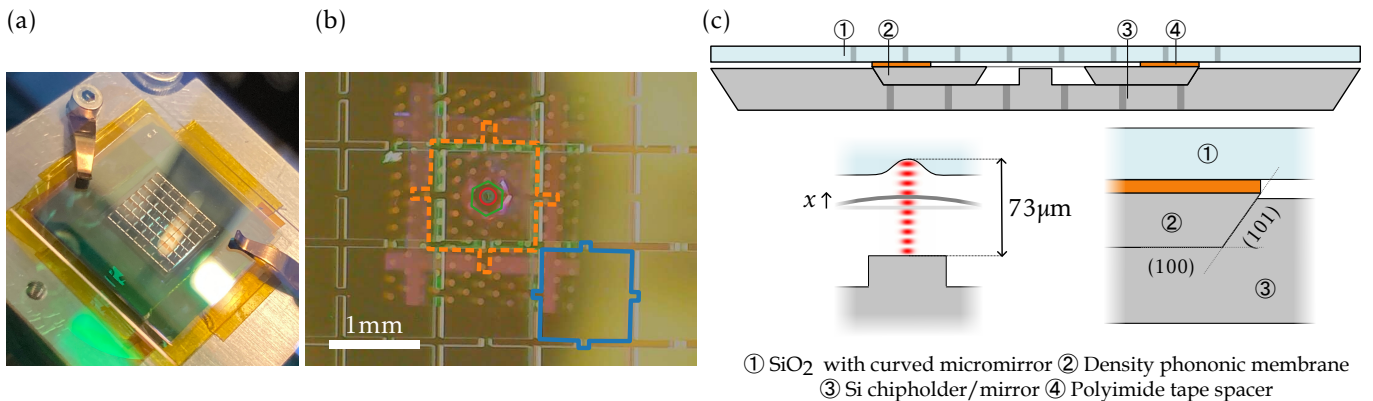 (a)
(b)
(c)
① ② ③ ④
1mm
x↑
73μm
①
②
(100)
(101)
③
① SiO₂ with curved micromirror ② Density phononic membrane
③ Si chipholder/mirror ④ Polyimide tape spacer